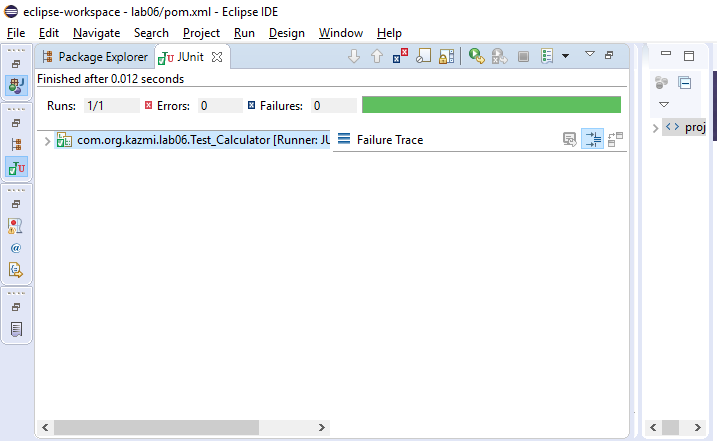 eclipse-workspace - lab06/pom.xml - Eclipse IDE
File Edit Navigate Search Project Run Design Window Help
Package Explorer JUnit
Finished after 0.012 seconds
Runs: 1/1 Errors: 0 Failures: 0
com.org.kazmi.lab06.Test_Calculator [Runner: JU
Failure Trace
proj